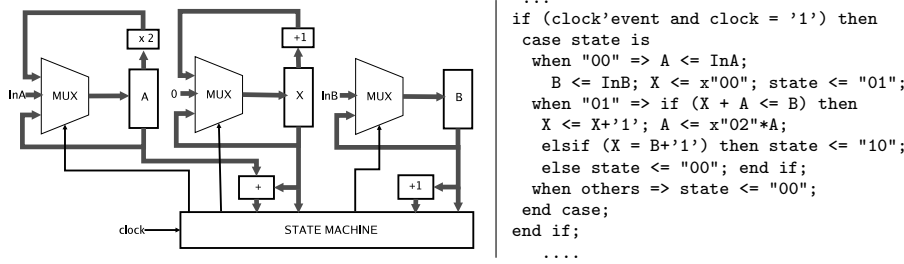 x 2
+1
InA
MUX
A
0
MUX
X
InB
MUX
B
+
+1
clock
STATE MACHINE
...
if (clock'event and clock = '1') then
case state is
when "00" => A <= InA;
B <= InB; X <= x"00"; state <= "01";
when "01" => if (X + A <= B) then
X <= X+'1'; A <= x"02"*A;
elsif (X = B+'1') then state <= "10";
else state <= "00"; end if;
when others => state <= "00";
end case;
end if;
....